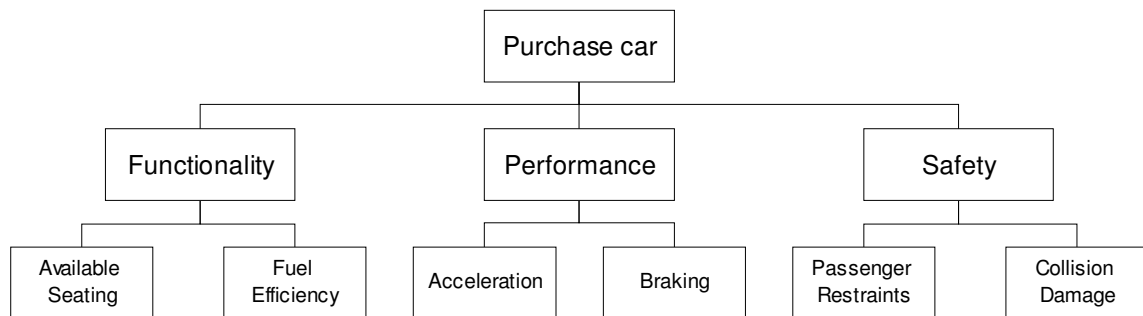 Purchase car
Functionality
Performance
Safety
Available
Seating
Fuel
Efficiency
Acceleration
Braking
Passenger
Restraints
Collision
Damage